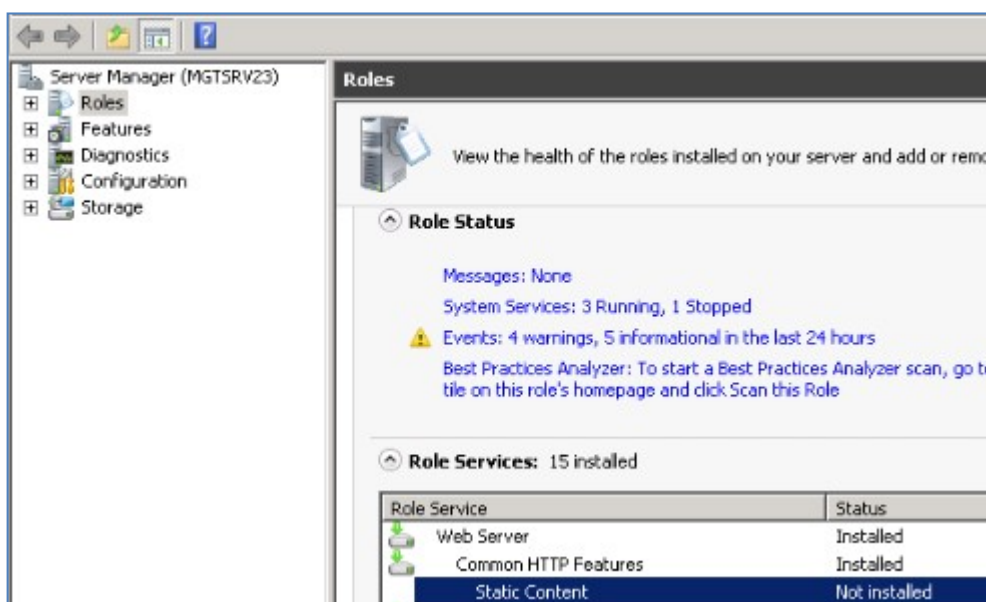 Server Manager (MGTSRV23)
Roles
Features
Diagnostics
Configuration
Storage
Roles
View the health of the roles installed on your server and add or remo
Role Status
Messages: None
System Services: 3 Running, 1 Stopped
Events: 4 warnings, 5 informational in the last 24 hours
Best Practices Analyzer: To start a Best Practices Analyzer scan, go to
tile on this role's homepage and click Scan this Role
Role Services: 15 installed
Role Service Status
Web Server Installed
Common HTTP Features Installed
Static Content Not installed